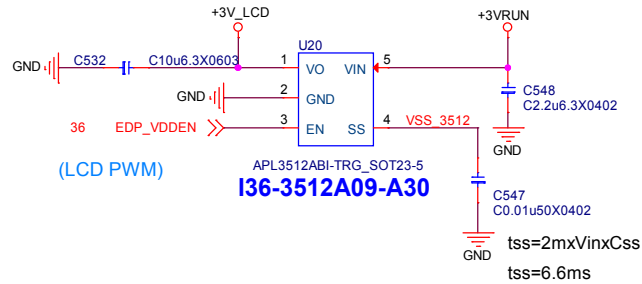 +3V_LCD
+3VRUN
U20
GND
C532
C10u6.3X0603
1
VO
VIN
5
2
GND
GND
C548
C2.2u6.3X0402
36
EDP_VDDEN
3
EN
SS
4
VSS_3512
GND
(LCD PWM)
APL3512ABI-TRG_SOT23-5
I36-3512A09-A30
C547
C0.01u50X0402
GND
tss=2mxVinxCss
tss=6.6ms